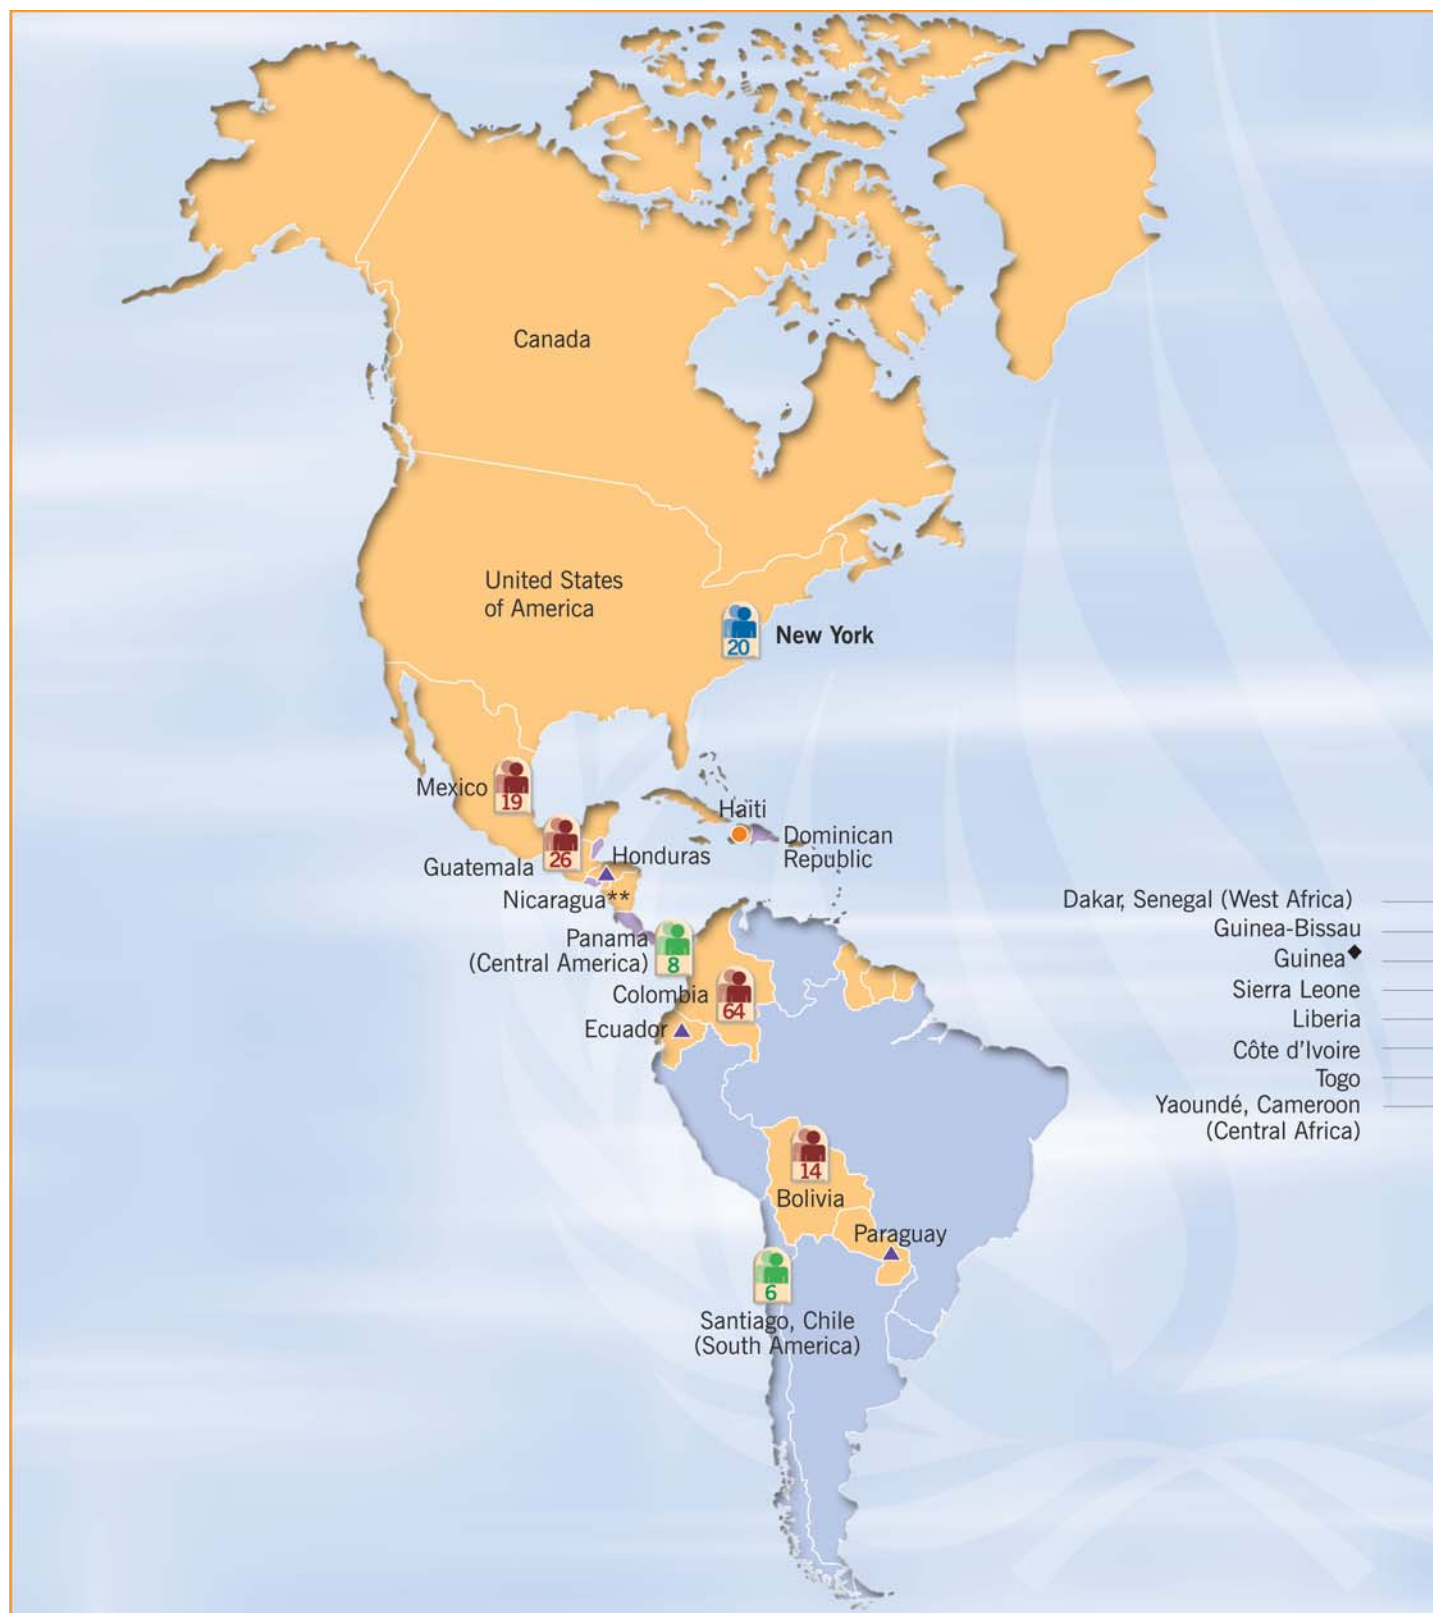 Canada
United States
of America
20
New York
Mexico
19
Haïti
Dominican
Republic
Guatemala
26
Honduras
Nicaragua**
Panama
(Central America)
8
Colombia
64
Ecuador
Dakar, Senegal (West Africa)
Guinea-Bissau
Guinea◆
Sierra Leone
Liberia
Côte d'Ivoire
Togo
Yaoundé, Cameroon
(Central Africa)
14
Bolivia
Paraguay
6
Santiago, Chile
(South America)